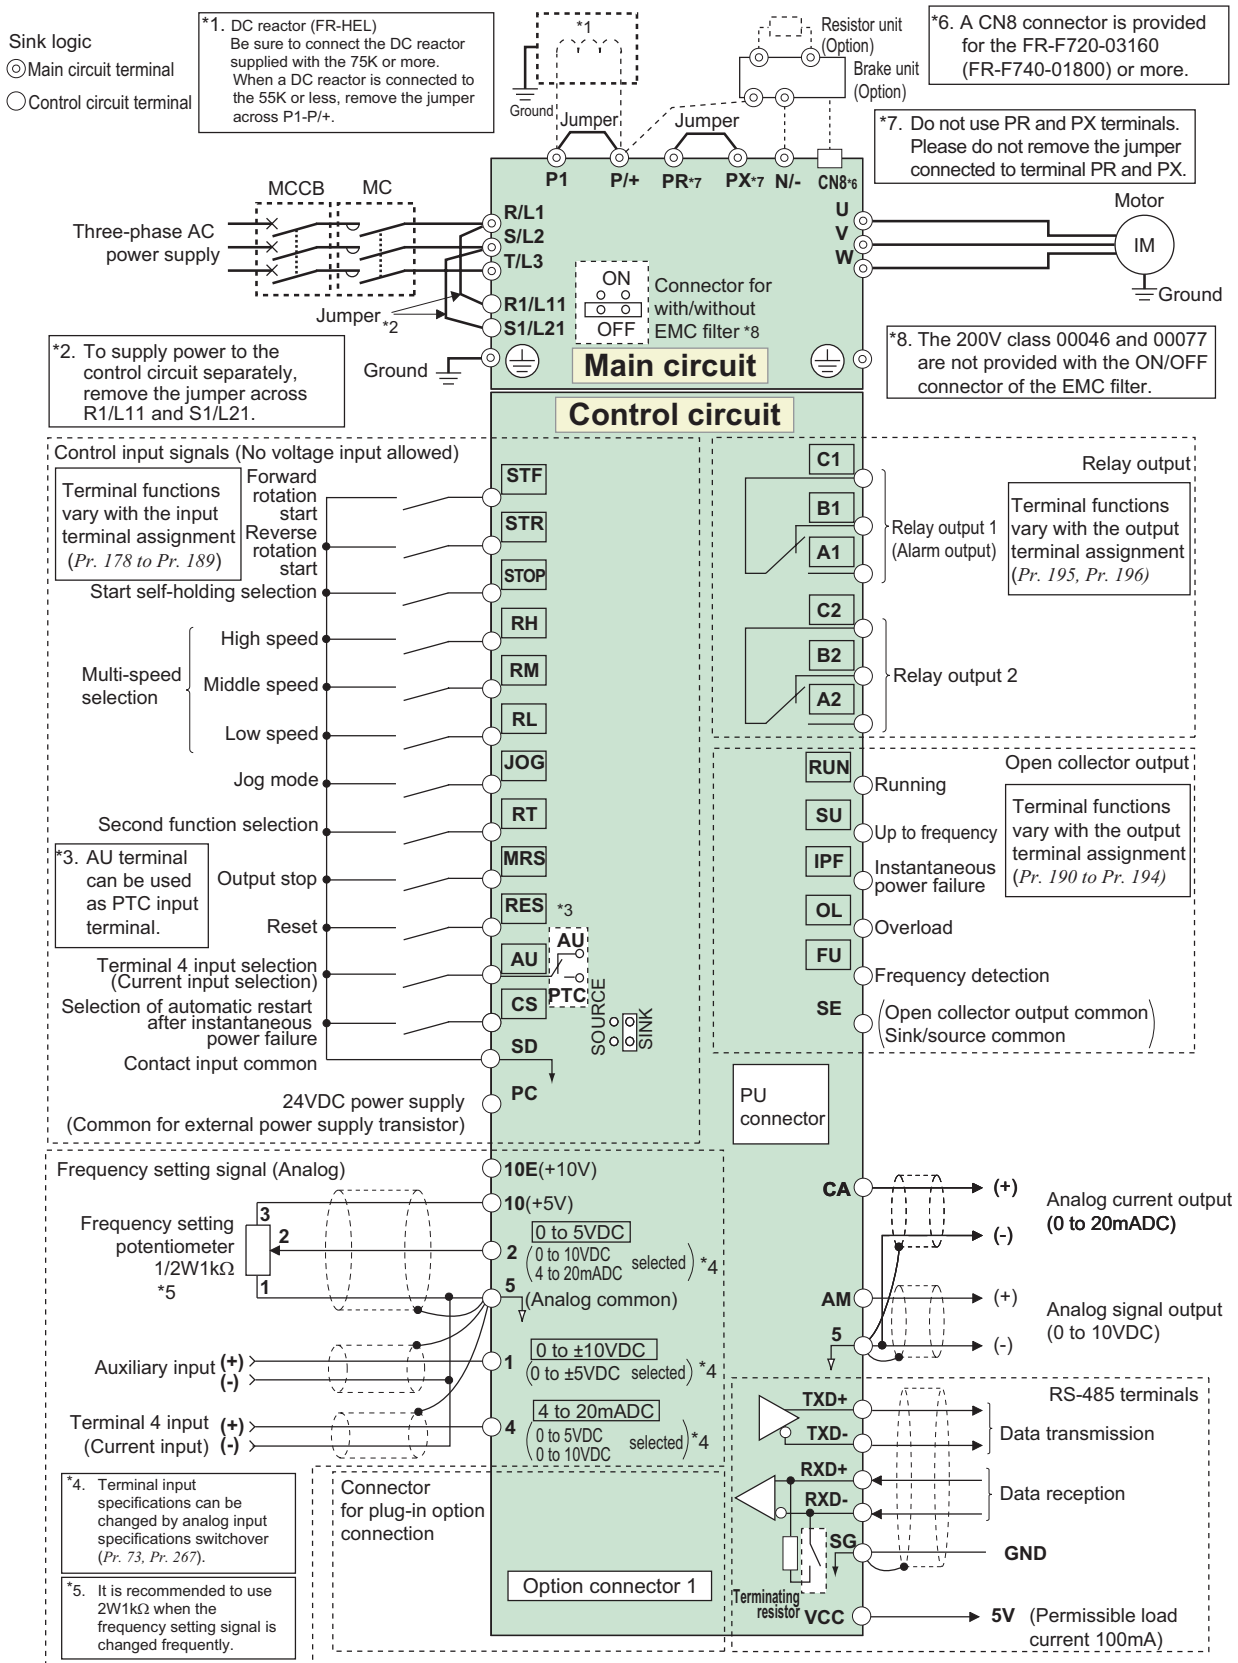 Sink logic
Main circuit terminal
Control circuit terminal
*1. DC reactor (FR-HEL)
Be sure to connect the DC reactor
supplied with the 75K or more.
When a DC reactor is connected to
the 55K or less, remove the jumper
across P1-P/+.
*1
Ground
Resistor unit
(Option)
Brake unit
(Option)
*6. A CN8 connector is provided
for the FR-F720-03160
(FR-F740-01800) or more.
*7. Do not use PR and PX terminals.
Please do not remove the jumper
connected to terminal PR and PX.
Jumper
Jumper
P1 P/+ PR*7 PX*7 N/- CN8*6
MCCB MC
Three-phase AC
power supply
R/L1
S/L2
T/L3
R1/L11
S1/L21
Jumper *2
ON
OFF
Connector for
with/without
EMC filter *8
U
V
W
Motor
IM
Ground
*2. To supply power to the
control circuit separately,
remove the jumper across
R1/L11 and S1/L21.
Ground
Main circuit
*8. The 200V class 00046 and 00077
are not provided with the ON/OFF
connector of the EMC filter.
Control circuit
Control input signals (No voltage input allowed)
Terminal functions
vary with the input
terminal assignment
(Pr. 178 to Pr. 189)
Forward
rotation
start
STF
Reverse
rotation
start
STR
Start self-holding selection
STOP
Multi-speed
selection
High speed
RH
Middle speed
RM
Low speed
RL
Jog mode
JOG
Second function selection
RT
*3. AU terminal
can be used
as PTC input
terminal.
Output stop
MRS
Reset
RES
*3
Terminal 4 input selection
(Current input selection)
AU
AU
PTC
Selection of automatic restart
after instantaneous
power failure
CS
SOURCE
SINK
Contact input common
SD
24VDC power supply
(Common for external power supply transistor)
PC
Relay output
C1
B1
A1
Relay output 1
(Alarm output)
Terminal functions
vary with the output
terminal assignment
(Pr. 195, Pr. 196)
C2
B2
A2
Relay output 2
Open collector output
RUN
Running
SU
Up to frequency
IPF
Instantaneous
power failure
OL
Overload
FU
Frequency detection
SE
(Open collector output common
Sink/source common)
Terminal functions
vary with the output
terminal assignment
(Pr. 190 to Pr. 194)
PU
connector
Frequency setting signal (Analog)
10E(+10V)
10(+5V)
Frequency setting
potentiometer
1/2W1kΩ
*5
3
2
1
2
0 to 5VDC
(0 to 10VDC
4 to 20mADC selected) *4
5
(Analog common)
Auxiliary input (+)
(-)
1
0 to ±10VDC
(0 to ±5VDC selected) *4
Terminal 4 input (+)
(Current input) (-)
4
4 to 20mADC
(0 to 5VDC
0 to 10VDC selected) *4
*4. Terminal input
specifications can be
changed by analog input
specifications switchover
(Pr. 73, Pr. 267).
*5. It is recommended to use
2W1kΩ when the
frequency setting signal is
changed frequently.
Connector
for plug-in option
connection
Option connector 1
CA
(+)
(-)
Analog current output
(0 to 20mADC)
AM
(+)
5
(-)
Analog signal output
(0 to 10VDC)
RS-485 terminals
TXD+
TXD-
Data transmission
RXD+
RXD-
Data reception
SG
GND
Terminating
resistor
VCC
5V (Permissible load
current 100mA)